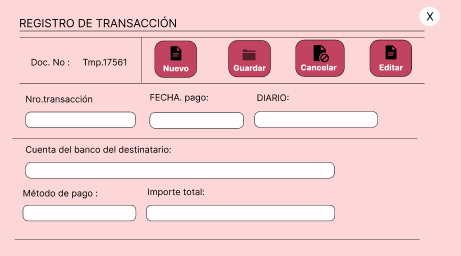 REGISTRO DE TRANSACCIÓN
X
Doc. No : Tmp.17561
Nuevo
Guardar
Cancelar
Editar
Nro.transacción
FECHA. pago:
DIARIO:
Cuenta del banco del destinatario:
Método de pago :
Importe total: